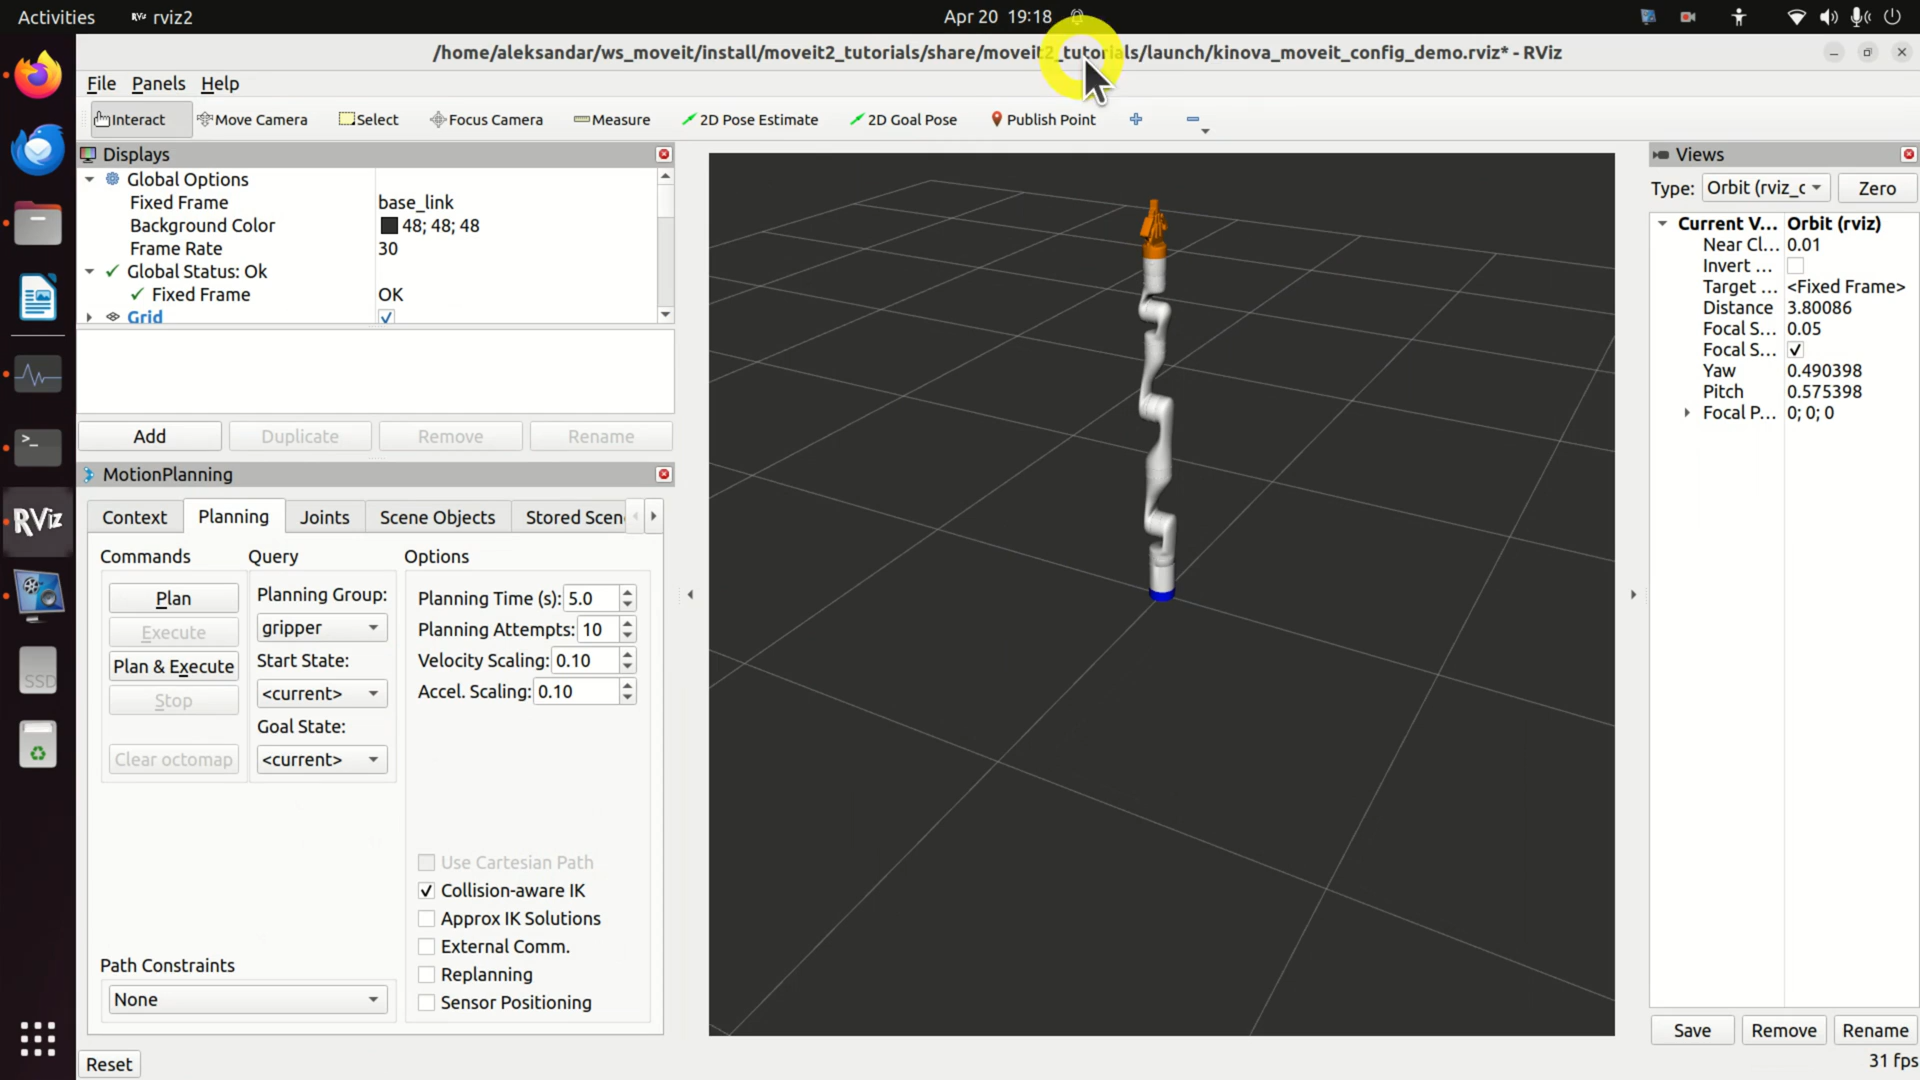 Activities
RViz rviz2
Apr 20 19:18
/home/aleksandar/ws_moveit/install/moveit2_tutorials/share/moveit2_tutorials/launch/kinova_moveit_config_demo.rviz* - RViz
File Panels Help
Interact Move Camera Select Focus Camera Measure 2D Pose Estimate 2D Goal Pose Publish Point
Displays
Global Options
Fixed Frame base_link
Background Color 48; 48; 48
Frame Rate 30
Global Status: Ok
Fixed Frame OK
Grid
Add Duplicate Remove Rename
MotionPlanning
Context Planning Joints Scene Objects Stored Scen
Commands Query Options
Plan
Execute
Plan & Execute
Stop
Clear octomap
Planning Group:
gripper
Start State:
<current>
Goal State:
<current>
Planning Time (s): 5.0
Planning Attempts: 10
Velocity Scaling: 0.10
Accel. Scaling: 0.10
Use Cartesian Path
Collision-aware IK
Approx IK Solutions
External Comm.
Replanning
Sensor Positioning
Path Constraints
None
Reset
Views
Type: Orbit (rviz_c Zero
Current V... Orbit (rviz)
Near Cl... 0.01
Invert ...
Target ... <Fixed Frame>
Distance 3.80086
Focal S... 0.05
Focal S...
Yaw 0.490398
Pitch 0.575398
Focal P... 0; 0; 0
Save Remove Rename
31 fps
RViz
SSD